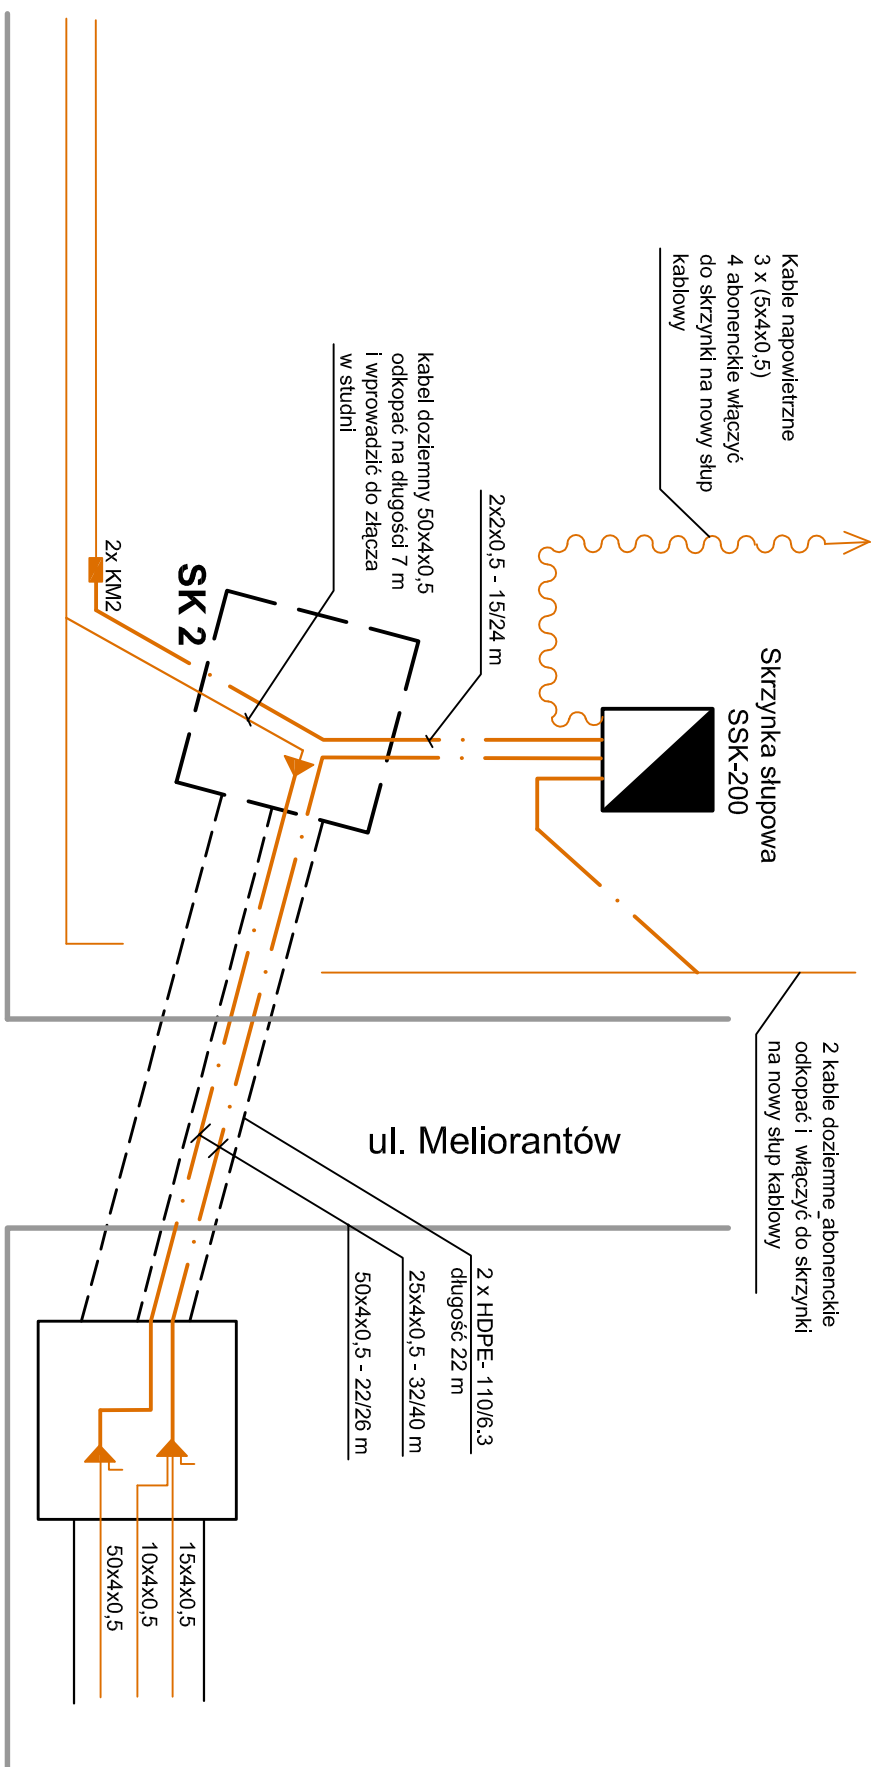 Kable napowietrzne
3 x (5x4x0,5)
4 abonenckie włączyć
do skrzynki na nowy słup
kablowy
kabel doziemny 50x4x0,5
odkopać na długości 7 m
i wprowadzić do złącza
w studni
2x2x0,5 - 15/24 m
2x KM2
SK 2
Skrzynka słupowa
SSK-200
2 kable doziemne abonenckie
odkopać i włączyć do skrzynki
na nowy słup kablowy
ul. Meliorantów
2 x HDPE- 110/6.3
długość 22 m
25x4x0,5 - 32/40 m
50x4x0,5 - 22/26 m
15x4x0,5
10x4x0,5
50x4x0,5